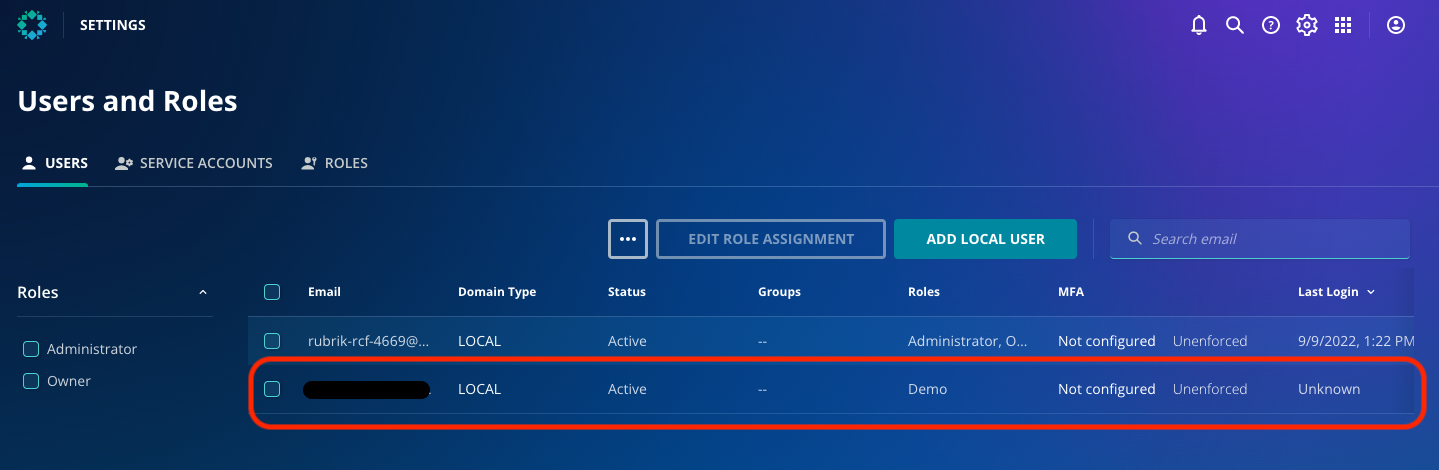 SETTINGS
Users and Roles
USERS SERVICE ACCOUNTS ROLES
... EDIT ROLE ASSIGNMENT ADD LOCAL USER Search email
Roles Email Domain Type Status Groups Roles MFA Last Login
rubrik-rcf-4669@... LOCAL Active -- Administrator, O... Not configured Unenforced 9/9/2022, 1:22 PM
Administrator
Owner LOCAL Active -- Demo Not configured Unenforced Unknown